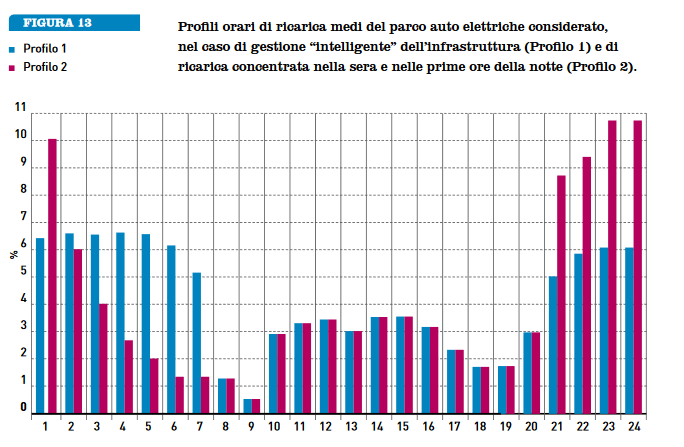 FIGURA 13
Profilo 1
Profilo 2
Profili orari di ricarica medi del parco auto elettriche considerato,
nel caso di gestione “intelligente” dell’infrastruttura (Profilo 1) e di
ricarica concentrata nella sera e nelle prime ore della notte (Profilo 2).
11
10
9
8
7
6
5
4
3
2
1
0
%
1 2 3 4 5 6 7 8 9 10 11 12 13 14 15 16 17 18 19 20 21 22 23 24